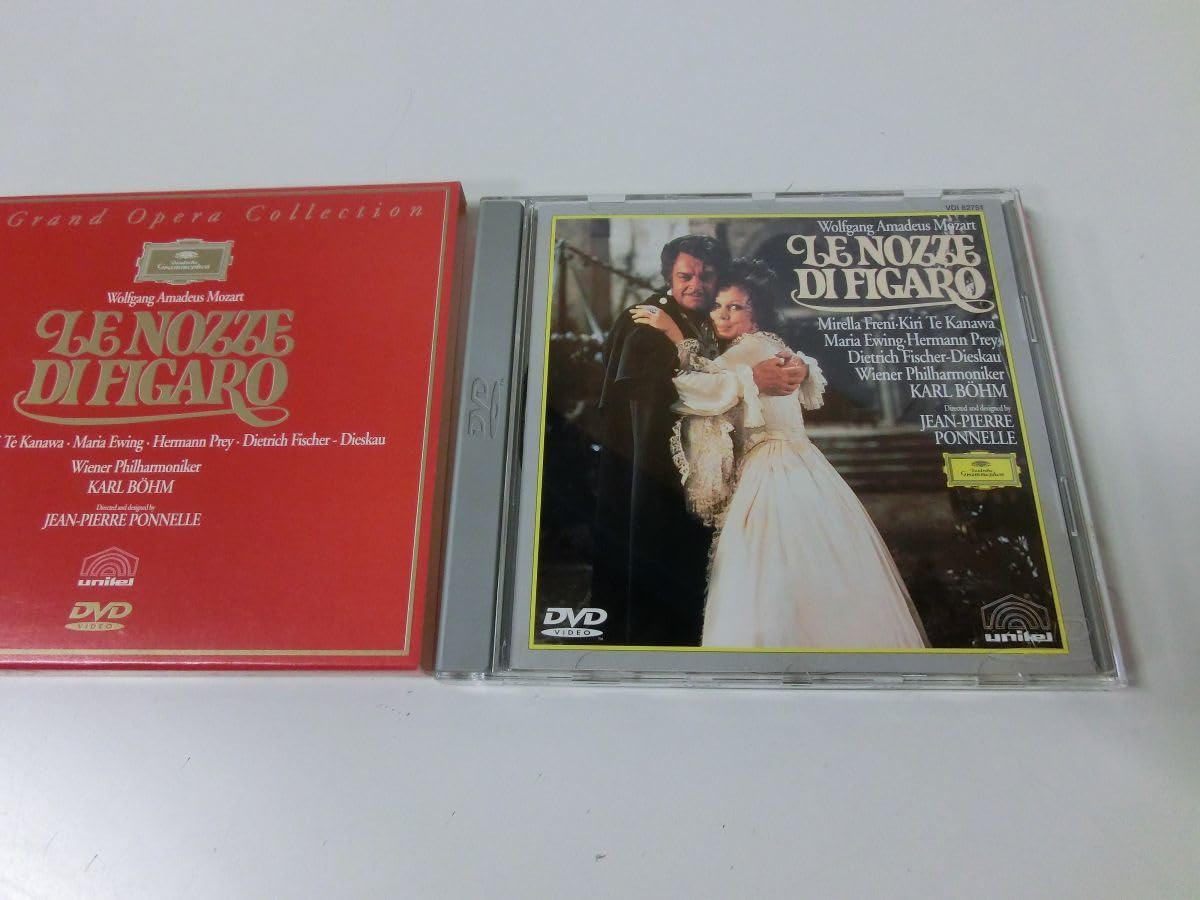 Grand Opera Collection
Deutsche
Grammophon
Wolfgang Amadeus Mozart
LE NOZZE
DI FIGARO
Te Kanawa · Maria Ewing · Hermann Prey · Dietrich Fischer - Dieskau
Wiener Philharmoniker
KARL BÖHM
Directed and designed by
JEAN-PIERRE PONNELLE
unitel
DVD
VIDEO
DVD
VDI 82751
Wolfgang Amadeus Mozart
LE NOZZE
DI FIGARO
Mirella Freni·Kiri Te Kanawa
Maria Ewing·Hermann Prey
Dietrich Fischer-Dieskau
Wiener Philharmoniker
KARL BÖHM
Directed and designed by
JEAN-PIERRE
PONNELLE
Deutsche
Grammophon
DVD
VIDEO
unitel